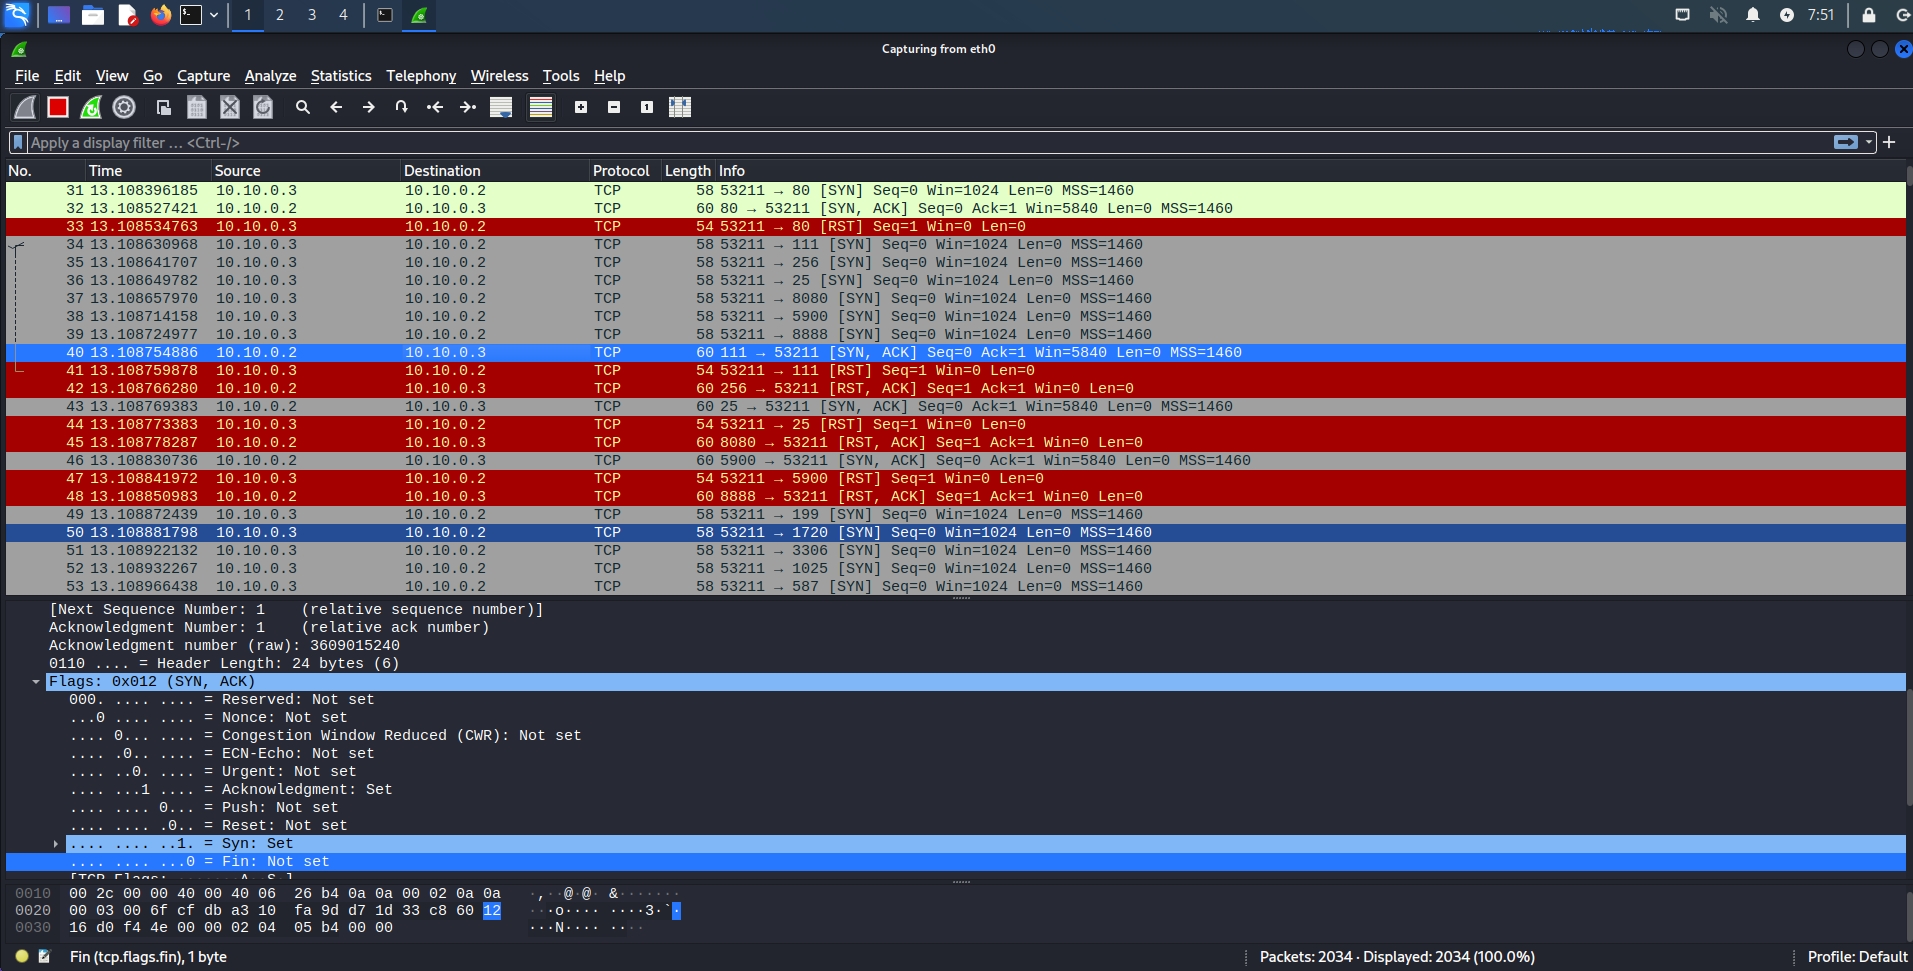 1 2 3 4 7:51
Capturing from eth0
File Edit View Go Capture Analyze Statistics Telephony Wireless Tools Help
Apply a display filter … <Ctrl-/>
No. Time Source Destination Protocol Length Info
31 13.108396185 10.10.0.3 10.10.0.2 TCP 58 53211 → 80 [SYN] Seq=0 Win=1024 Len=0 MSS=1460
32 13.108527421 10.10.0.2 10.10.0.3 TCP 60 80 → 53211 [SYN, ACK] Seq=0 Ack=1 Win=5840 Len=0 MSS=1460
33 13.108534763 10.10.0.3 10.10.0.2 TCP 54 53211 → 80 [RST] Seq=1 Win=0 Len=0
34 13.108630968 10.10.0.3 10.10.0.2 TCP 58 53211 → 111 [SYN] Seq=0 Win=1024 Len=0 MSS=1460
35 13.108641707 10.10.0.3 10.10.0.2 TCP 58 53211 → 256 [SYN] Seq=0 Win=1024 Len=0 MSS=1460
36 13.108649782 10.10.0.3 10.10.0.2 TCP 58 53211 → 25 [SYN] Seq=0 Win=1024 Len=0 MSS=1460
37 13.108657970 10.10.0.3 10.10.0.2 TCP 58 53211 → 8080 [SYN] Seq=0 Win=1024 Len=0 MSS=1460
38 13.108714158 10.10.0.3 10.10.0.2 TCP 58 53211 → 5900 [SYN] Seq=0 Win=1024 Len=0 MSS=1460
39 13.108724977 10.10.0.3 10.10.0.2 TCP 58 53211 → 8888 [SYN] Seq=0 Win=1024 Len=0 MSS=1460
40 13.108754886 10.10.0.2 10.10.0.3 TCP 60 111 → 53211 [SYN, ACK] Seq=0 Ack=1 Win=5840 Len=0 MSS=1460
41 13.108759878 10.10.0.3 10.10.0.2 TCP 54 53211 → 111 [RST] Seq=1 Win=0 Len=0
42 13.108766280 10.10.0.2 10.10.0.3 TCP 60 256 → 53211 [RST, ACK] Seq=1 Ack=1 Win=0 Len=0
43 13.108769383 10.10.0.2 10.10.0.3 TCP 60 25 → 53211 [SYN, ACK] Seq=0 Ack=1 Win=5840 Len=0 MSS=1460
44 13.108773383 10.10.0.3 10.10.0.2 TCP 54 53211 → 25 [RST] Seq=1 Win=0 Len=0
45 13.108778287 10.10.0.2 10.10.0.3 TCP 60 8080 → 53211 [RST, ACK] Seq=1 Ack=1 Win=0 Len=0
46 13.108830736 10.10.0.2 10.10.0.3 TCP 60 5900 → 53211 [SYN, ACK] Seq=0 Ack=1 Win=5840 Len=0 MSS=1460
47 13.108841972 10.10.0.3 10.10.0.2 TCP 54 53211 → 5900 [RST] Seq=1 Win=0 Len=0
48 13.108850983 10.10.0.2 10.10.0.3 TCP 60 8888 → 53211 [RST, ACK] Seq=1 Ack=1 Win=0 Len=0
49 13.108872439 10.10.0.3 10.10.0.2 TCP 58 53211 → 199 [SYN] Seq=0 Win=1024 Len=0 MSS=1460
50 13.108881798 10.10.0.3 10.10.0.2 TCP 58 53211 → 1720 [SYN] Seq=0 Win=1024 Len=0 MSS=1460
51 13.108922132 10.10.0.3 10.10.0.2 TCP 58 53211 → 3306 [SYN] Seq=0 Win=1024 Len=0 MSS=1460
52 13.108932267 10.10.0.3 10.10.0.2 TCP 58 53211 → 1025 [SYN] Seq=0 Win=1024 Len=0 MSS=1460
53 13.108966438 10.10.0.3 10.10.0.2 TCP 58 53211 → 587 [SYN] Seq=0 Win=1024 Len=0 MSS=1460
[Next Sequence Number: 1 (relative sequence number)]
Acknowledgment Number: 1 (relative ack number)
Acknowledgment number (raw): 3609015240
0110 .... = Header Length: 24 bytes (6)
Flags: 0x012 (SYN, ACK)
000. .... .... = Reserved: Not set
...0 .... .... = Nonce: Not set
.... 0... .... = Congestion Window Reduced (CWR): Not set
.... .0.. .... = ECN-Echo: Not set
.... ..0. .... = Urgent: Not set
.... ...1 .... = Acknowledgment: Set
.... .... 0... = Push: Not set
.... .... .0.. = Reset: Not set
.... .... ..1. = Syn: Set
.... .... ...0 = Fin: Not set
[TCP Flags: ·······A··S·]
0010 00 2c 00 00 40 00 40 06 26 b4 0a 0a 00 02 0a 0a ·,··@·@· &·······
0020 00 03 00 6f cf db a3 10 fa 9d d7 1d 33 c8 60 12 ···o···· ····3·`·
0030 16 d0 f4 4e 00 00 02 04 05 b4 00 00 ···N···· ····
Fin (tcp.flags.fin), 1 byte Packets: 2034 · Displayed: 2034 (100.0%) Profile: Default